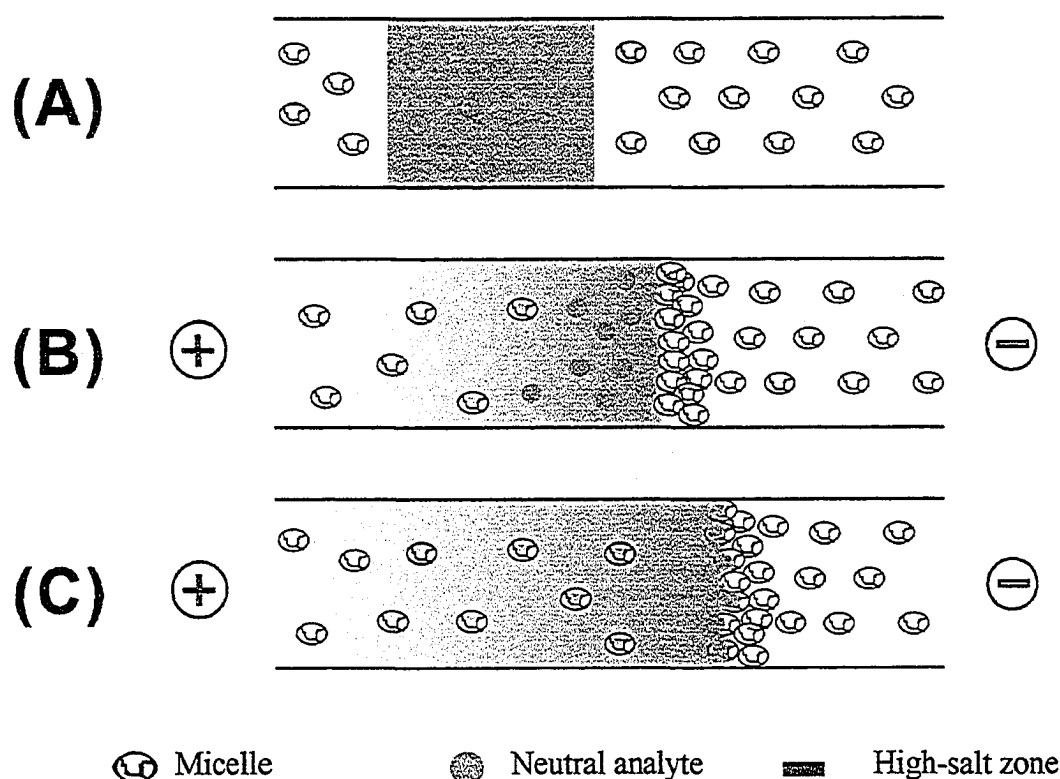 (A)
(B)
+
−
(C)
+
−
Micelle Neutral analyte High-salt zone